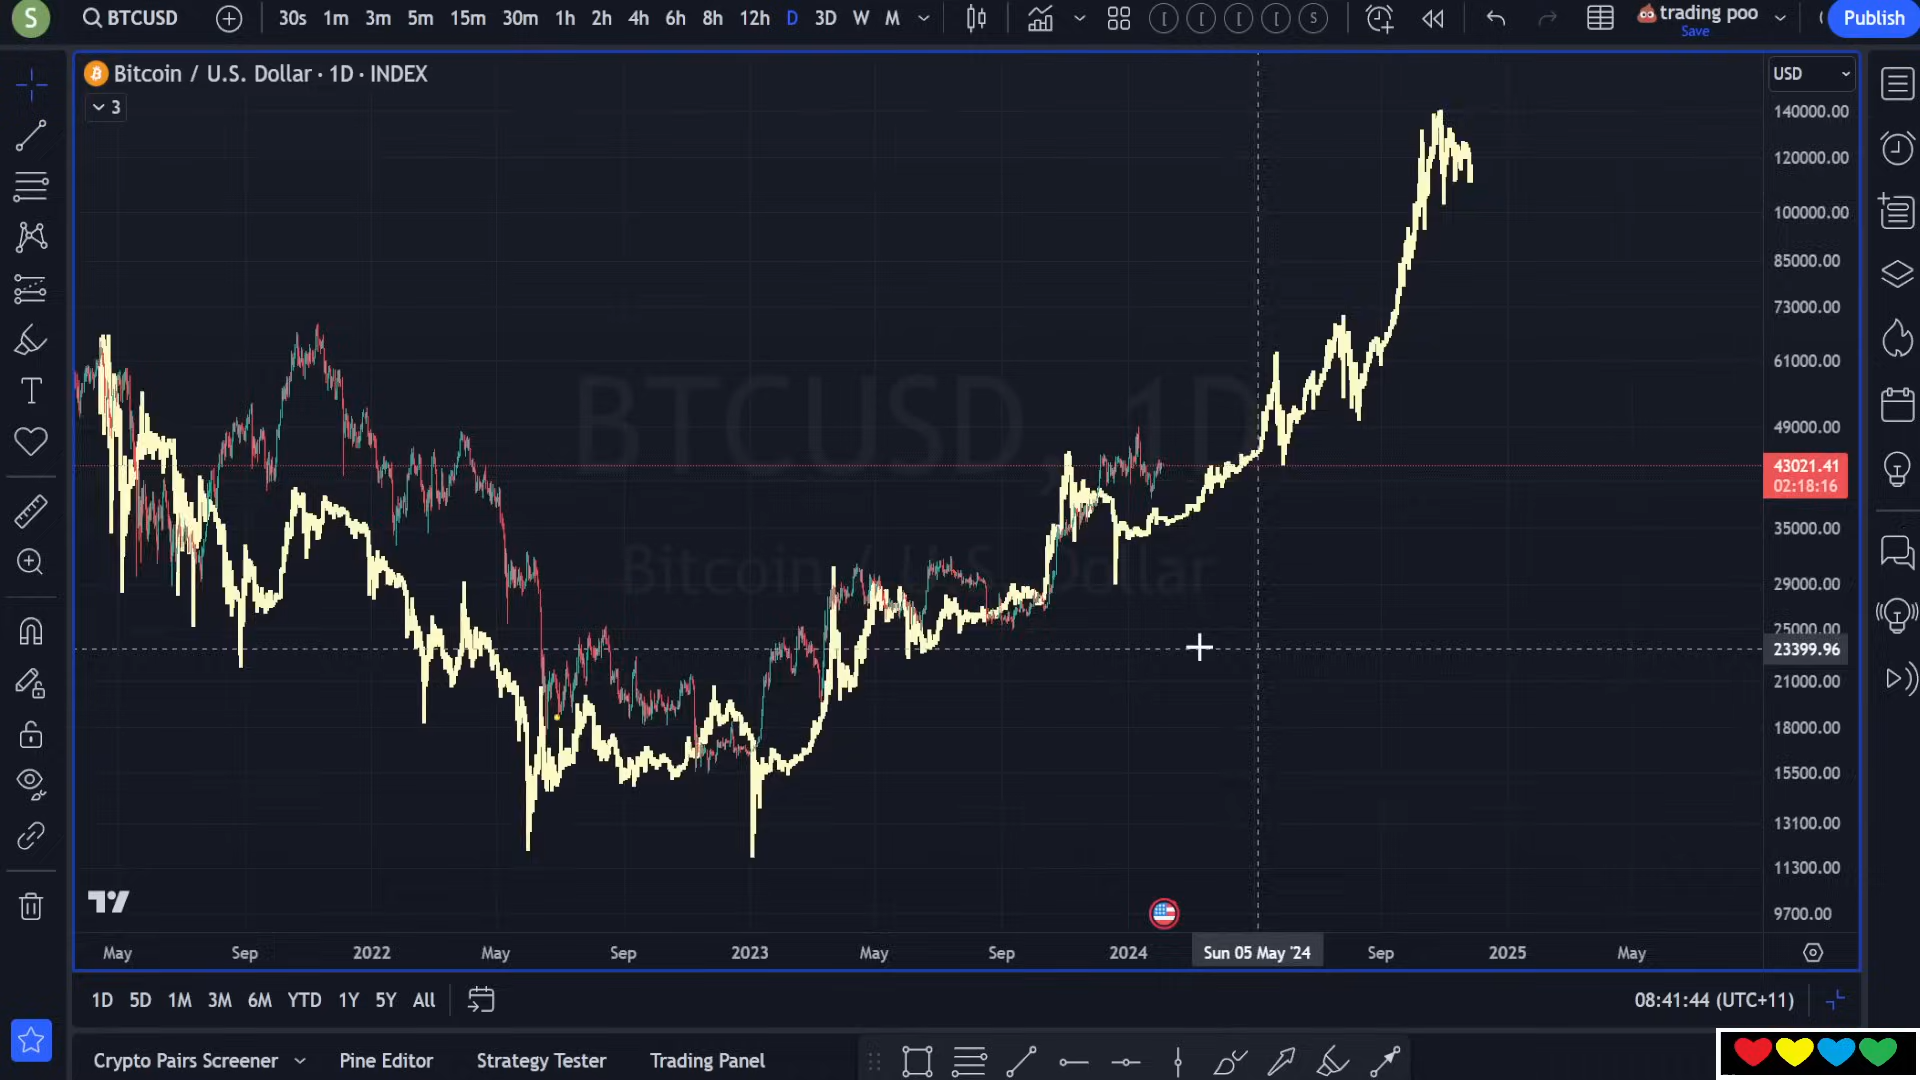 S BTCUSD 30s 1m 3m 5m 15m 30m 1h 2h 4h 6h 8h 12h D 3D W M [ [ [ [ S trading poo Save Publish
Bitcoin / U.S. Dollar · 1D · INDEX
3
USD
140000.00
120000.00
100000.00
85000.00
73000.00
61000.00
49000.00
43021.41
02:18:16
35000.00
29000.00
25000.00
23399.96
21000.00
18000.00
15500.00
13100.00
11300.00
9700.00
BTCUSD, 1D
Bitcoin / U.S. Dollar
May Sep 2022 May Sep 2023 May Sep 2024 Sun 05 May '24 Sep 2025 May
1D 5D 1M 3M 6M YTD 1Y 5Y All 08:41:44 (UTC+11)
Crypto Pairs Screener Pine Editor Strategy Tester Trading Panel